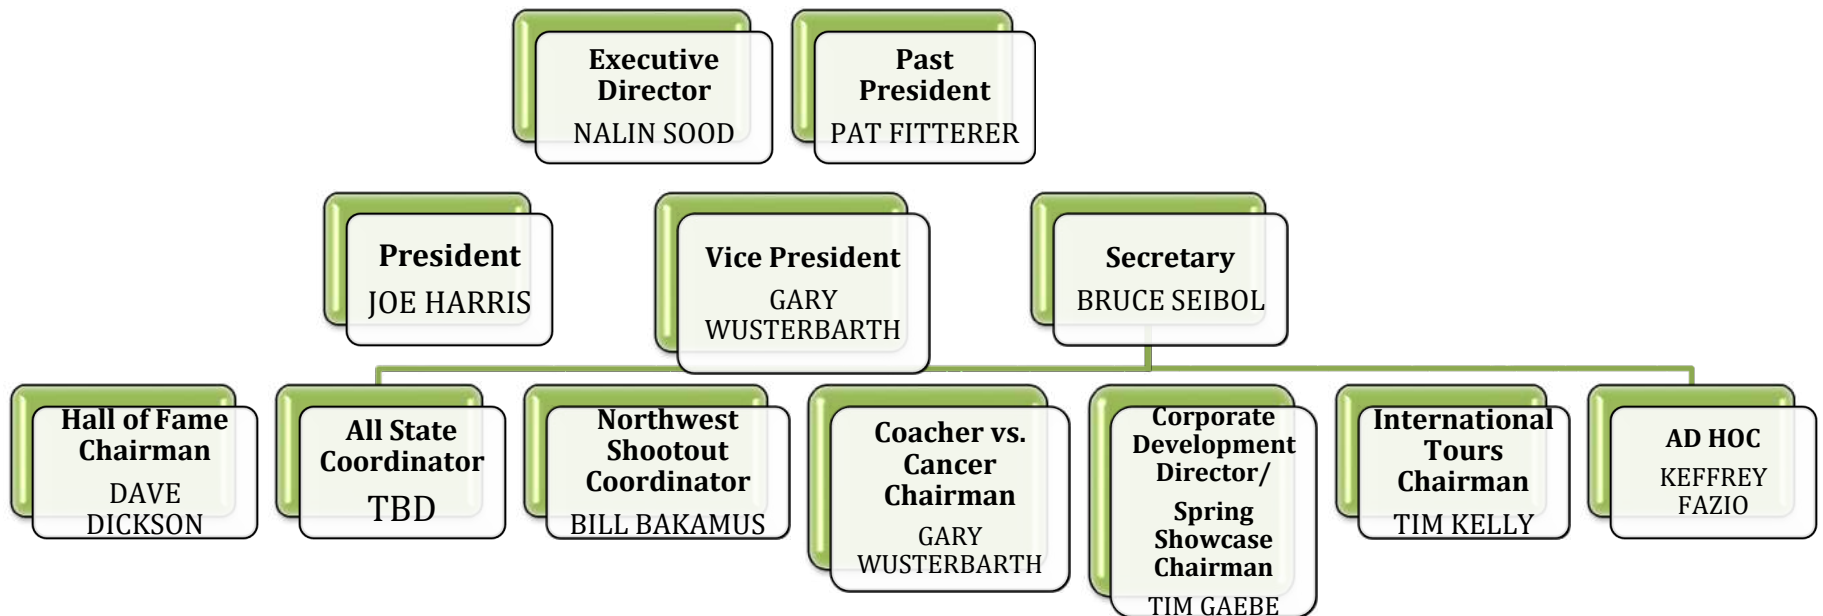 Executive
Director
NALIN SOOD
Past
President
PAT FITTERER
President
JOE HARRIS
Vice President
GARY
WUSTERBARTH
Secretary
BRUCE SEIBOL
Hall of Fame
Chairman
DAVE
DICKSON
All State
Coordinator
TBD
Northwest
Shootout
Coordinator
BILL BAKAMUS
Coacher vs.
Cancer
Chairman
GARY
WUSTERBARTH
Corporate
Development
Director/
Spring
Showcase
Chairman
TIM GAEBE
International
Tours
Chairman
TIM KELLY
AD HOC
KEFFREY
FAZIO